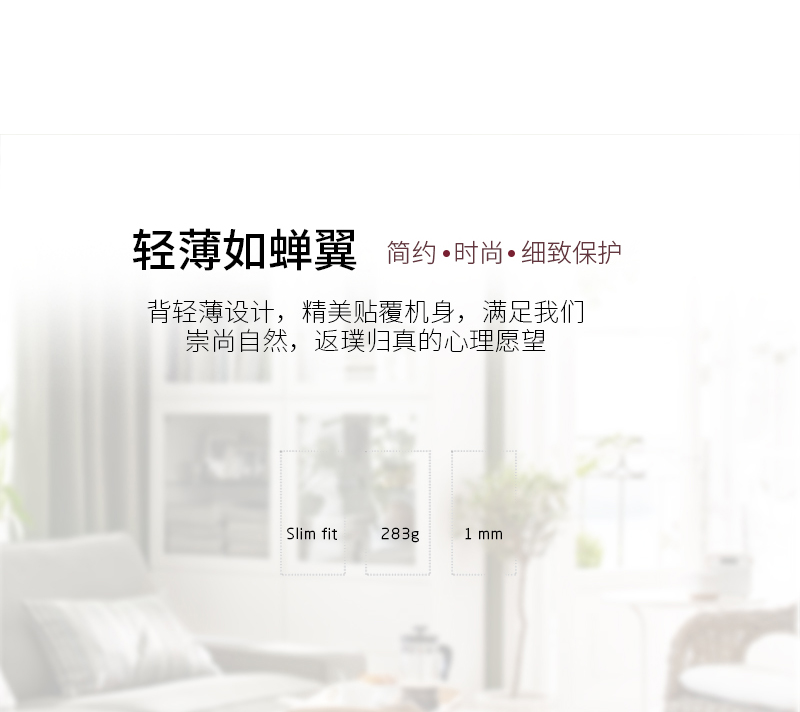 轻薄如蝉翼 简约•时尚•细致保护
背轻薄设计，精美贴覆机身，满足我们
崇尚自然，返璞归真的心理愿望
Slim fit 283g 1 mm